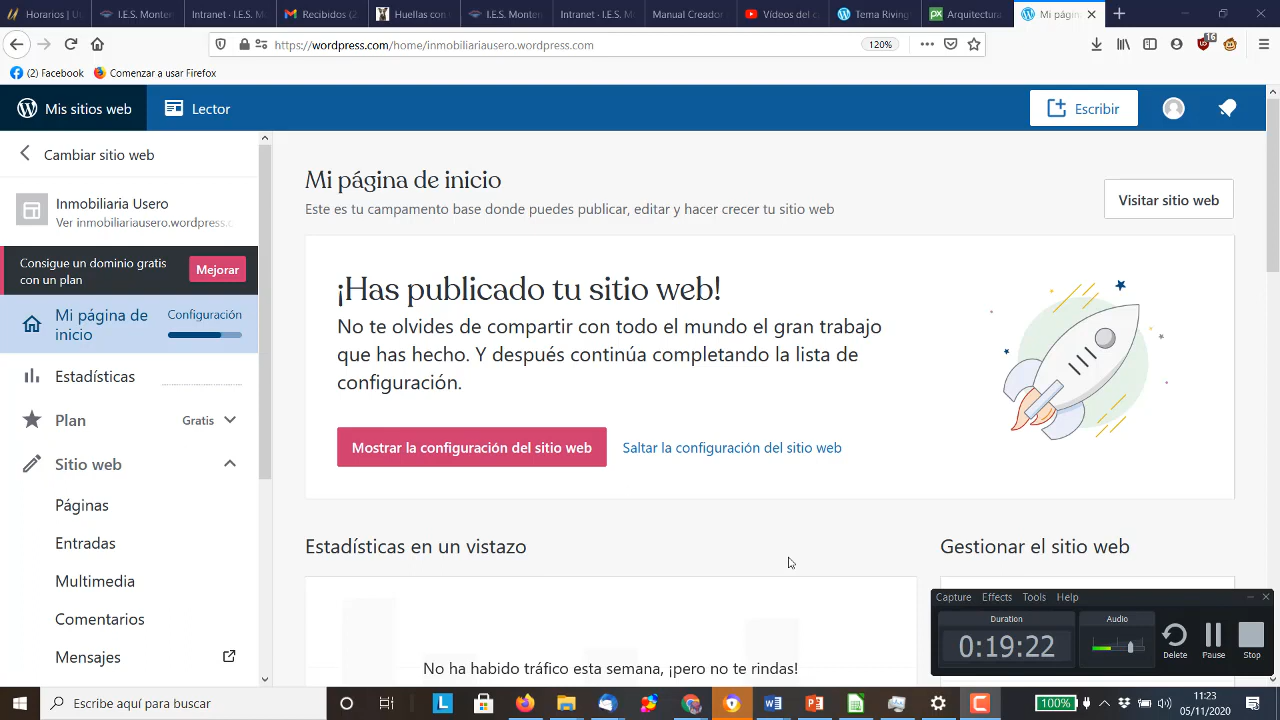 Horarios | I.E.S. Monten Intranet · I.E.S. M Recibidos Huellas con I.E.S. Monten Intranet · I.E.S. M Manual Creador Vídeos del c Tema Riving Arquitectura Mi página
https://wordpress.com/home/inmobiliariausero.wordpress.com 120% 16
(2) Facebook Comenzar a usar Firefox
Mis sitios web Lector Escribir
Cambiar sitio web
Inmobiliaria Usero
Ver inmobiliariausero.wordpress.c
Consigue un dominio gratis
con un plan
Mejorar
Mi página de
inicio
Configuración
Estadísticas
Plan Gratis
Sitio web
Páginas
Entradas
Multimedia
Comentarios
Mensajes
Mi página de inicio
Este es tu campamento base donde puedes publicar, editar y hacer crecer tu sitio web
Visitar sitio web
¡Has publicado tu sitio web!
No te olvides de compartir con todo el mundo el gran trabajo
que has hecho. Y después continúa completando la lista de
configuración.
Mostrar la configuración del sitio web Saltar la configuración del sitio web
Estadísticas en un vistazo Gestionar el sitio web
No ha habido tráfico esta semana, ¡pero no te rindas!
Capture Effects Tools Help
Duration Audio
0:19:22
Delete Pause Stop
Escribe aquí para buscar
100%
11:23
05/11/2020